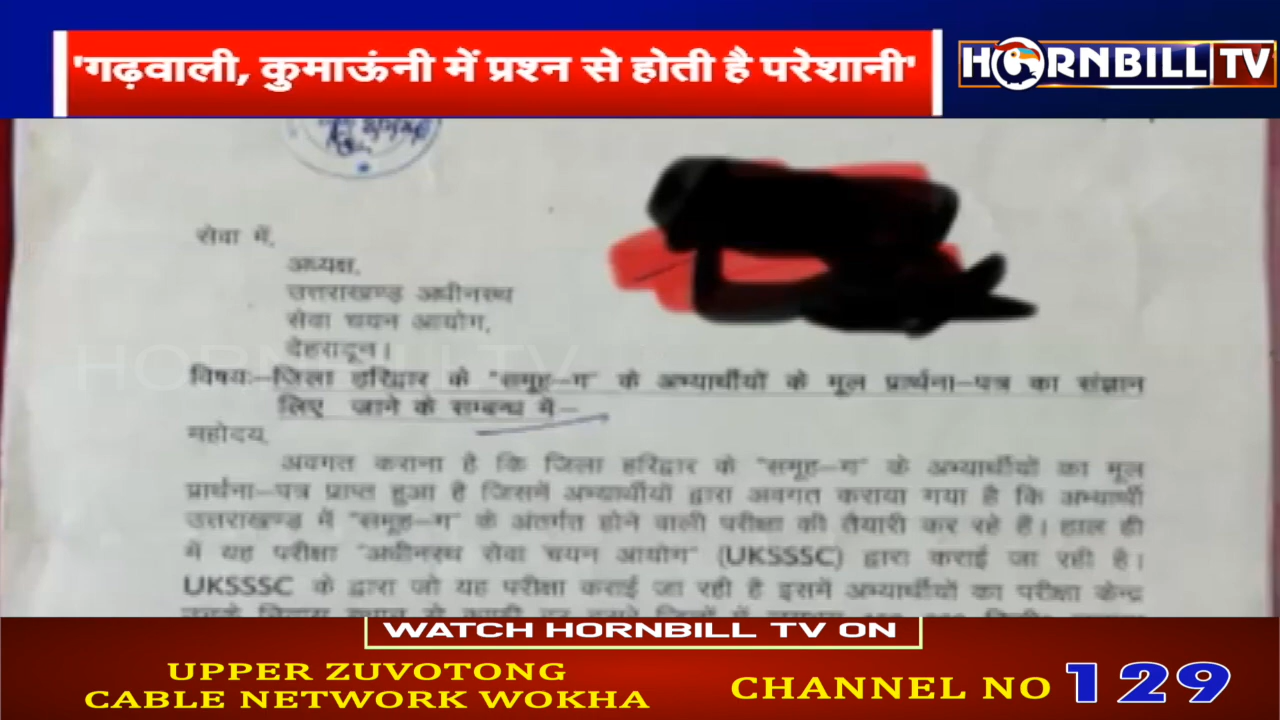 'गढ़वाली, कुमाऊंनी में प्रश्न से होती है परेशानी'
HORNBILL TV
सेवा में,
अध्यक्ष,
उत्तराखण्ड़ अधीनस्थ
सेवा चयन आयोग,
देहरादून।
HORNBILL TV
विषयः–जिला हरिद्वार के "समूह–ग" के अभ्यार्थीयों के मूल प्रार्थना–पत्र का संज्ञान
लिए जाने के सम्बन्ध में–
महोदय,
अवगत कराना है कि जिला हरिद्वार के "समूह–ग" के अभ्यार्थीयों का मूल
प्रार्थना–पत्र प्राप्त हुआ है जिसमें अभ्यार्थीयों द्वारा अवगत कराया गया है कि अभ्यार्थी
उत्तराखण्ड़ में "समूह–ग" के अंतर्गत होने वाली परीक्षा की तैयारी कर रहे हैं। हाल ही
में यह परीक्षा "अधीनस्थ सेवा चयन आयोग" (UKSSSC) द्वारा कराई जा रही है।
UKSSSC के द्वारा जो यह परीक्षा कराई जा रही है इसमें अभ्यार्थीयों का परीक्षा केन्द्र
WATCH HORNBILL TV ON
UPPER ZUVOTONG
CABLE NETWORK WOKHA
CHANNEL NO 129